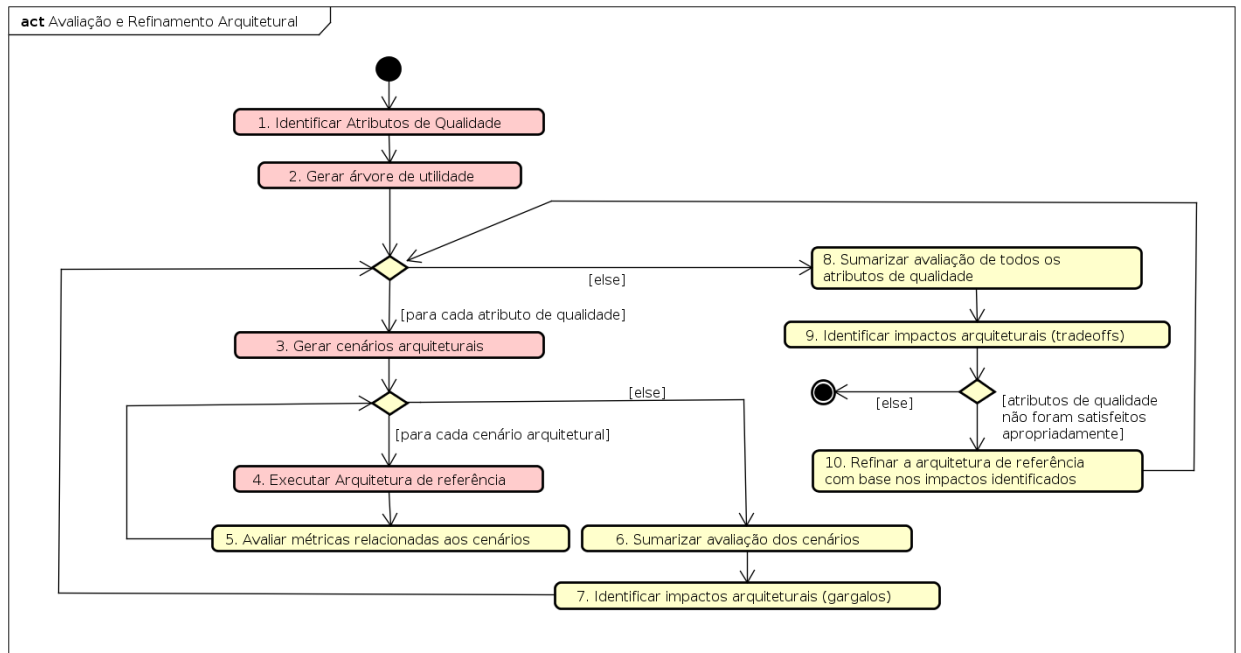 act Avaliação e Refinamento Arquitetural
1. Identificar Atributos de Qualidade
2. Gerar árvore de utilidade
[else]
8. Sumarizar avaliação de todos os
atributos de qualidade
[para cada atributo de qualidade]
3. Gerar cenários arquiteturais
9. Identificar impactos arquiteturais (tradeoffs)
[else]
[else]
[atributos de qualidade
não foram satisfeitos
apropriadamente]
[para cada cenário arquitetural]
4. Executar Arquitetura de referência
10. Refinar a arquitetura de referência
com base nos impactos identificados
5. Avaliar métricas relacionadas aos cenários
6. Sumarizar avaliação dos cenários
7. Identificar impactos arquiteturais (gargalos)